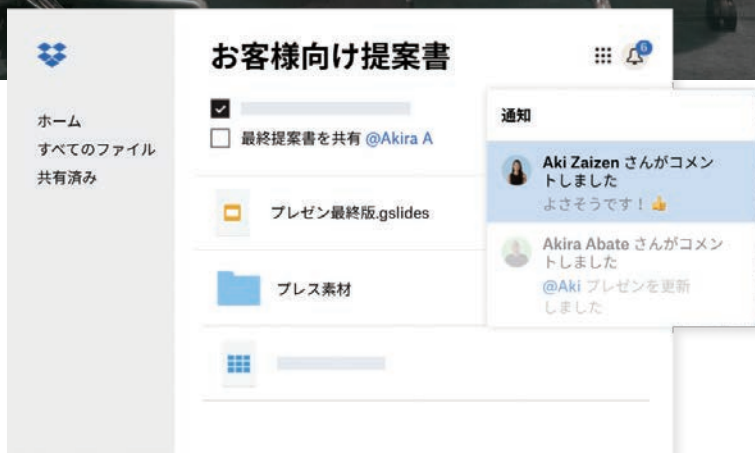 お客様向け提案書
6
ホーム
すべてのファイル
共有済み
最終提案書を共有 @Akira A
プレゼン最終版.gslides
プレス素材
通知
Aki Zaizen さんがコメン
トしました
よさそうです！👍
Akira Abate さんがコメン
トしました
@Aki プレゼンを更新
しました